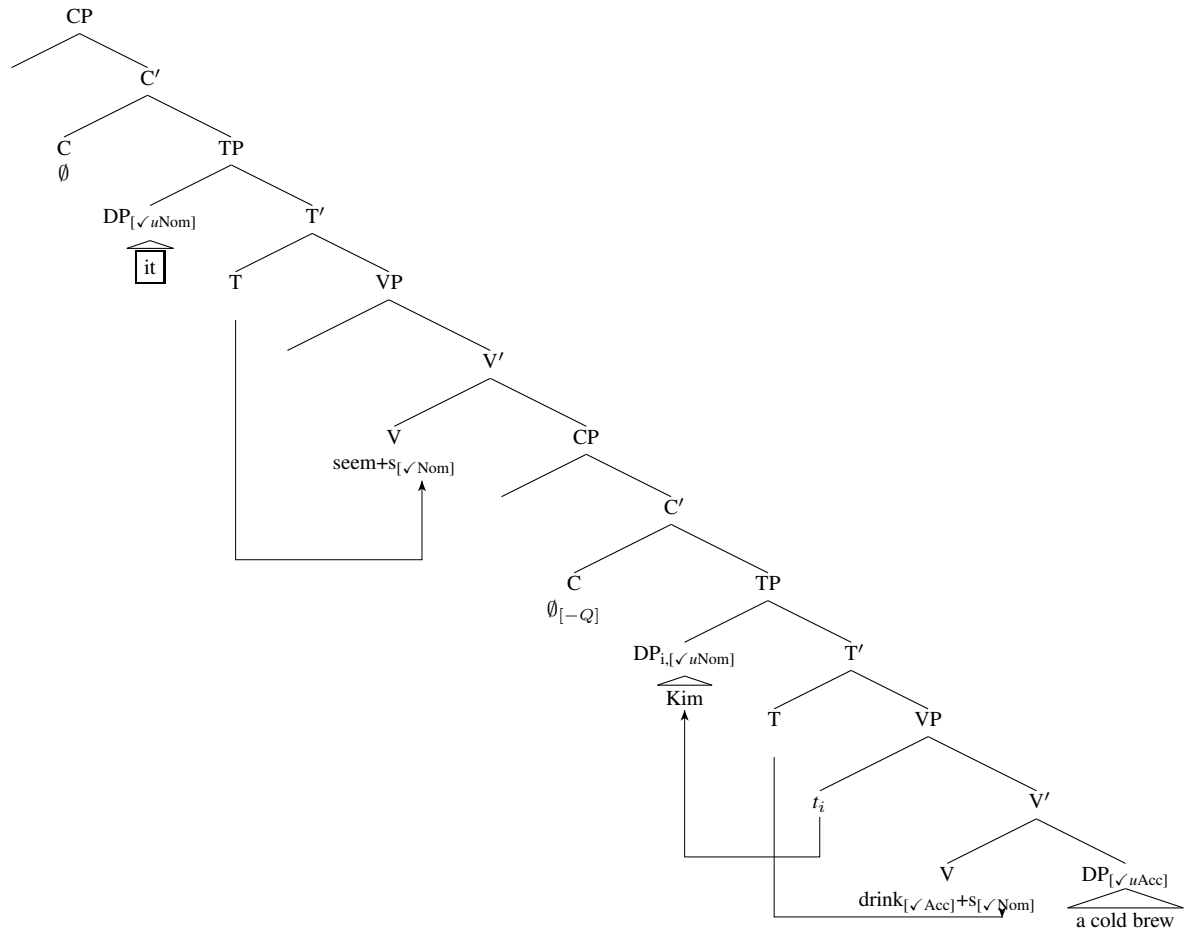 CP
C′
C TP
∅
DP[✓uNom] T′
it
T VP
V′
V CP
seem+s[✓Nom]
C′
C TP
∅[−Q]
DPi,[✓uNom] T′
Kim
T VP
ti V′
V DP[✓uAcc]
drink[✓Acc]+s[✓Nom]
a cold brew